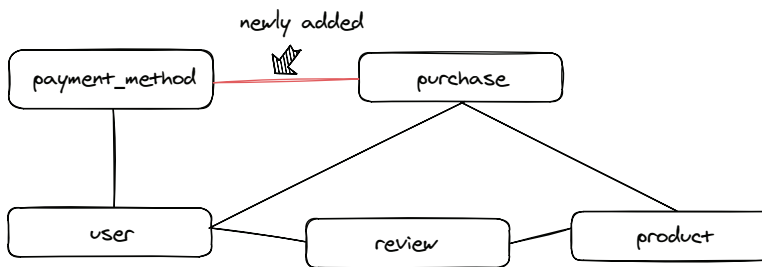 newly added
payment_method
purchase
user
review
product